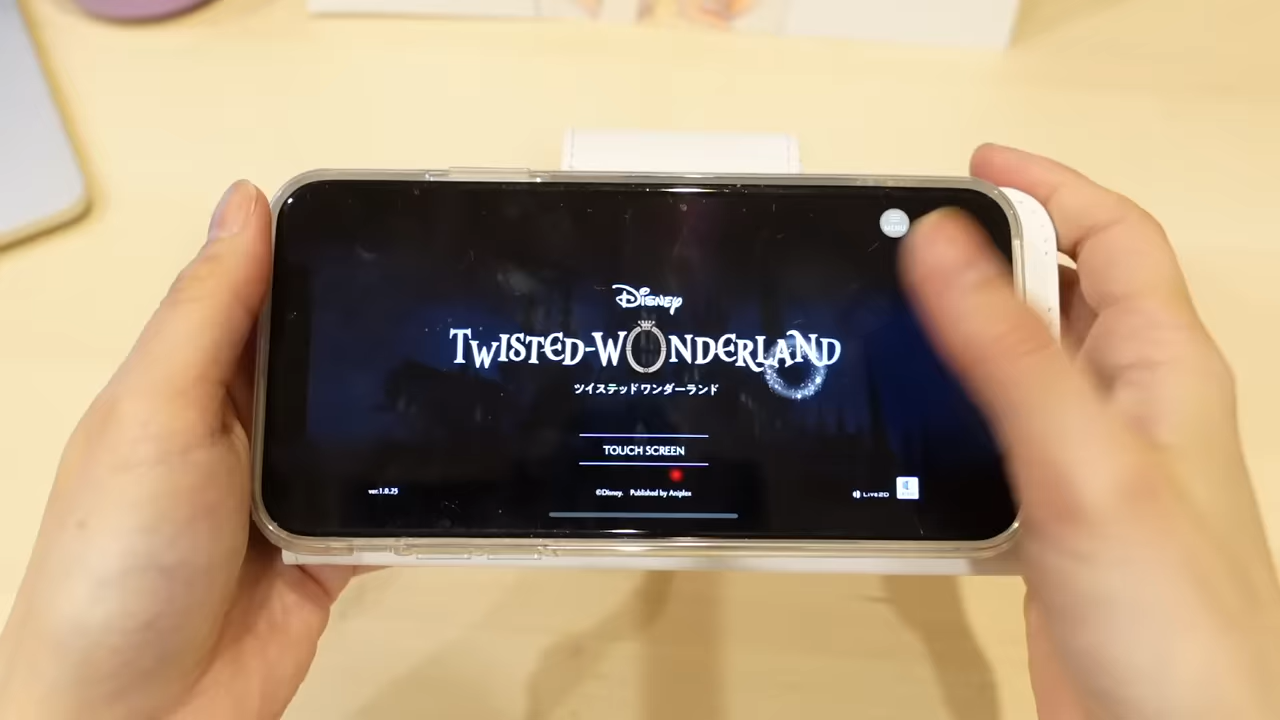 MENU
Disney
TWISTED-WONDERLAND
ツイステッドワンダーランド
TOUCH SCREEN
ver.1.0.25
©Disney. Published by Aniplex
Live2D